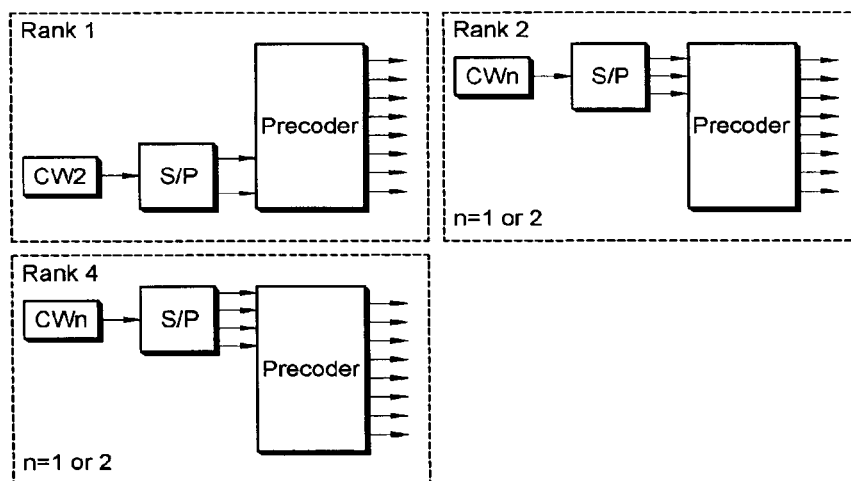 Rank 1
CW2
S/P
Precoder
Rank 2
CWn
S/P
Precoder
n=1 or 2
Rank 4
CWn
S/P
Precoder
n=1 or 2